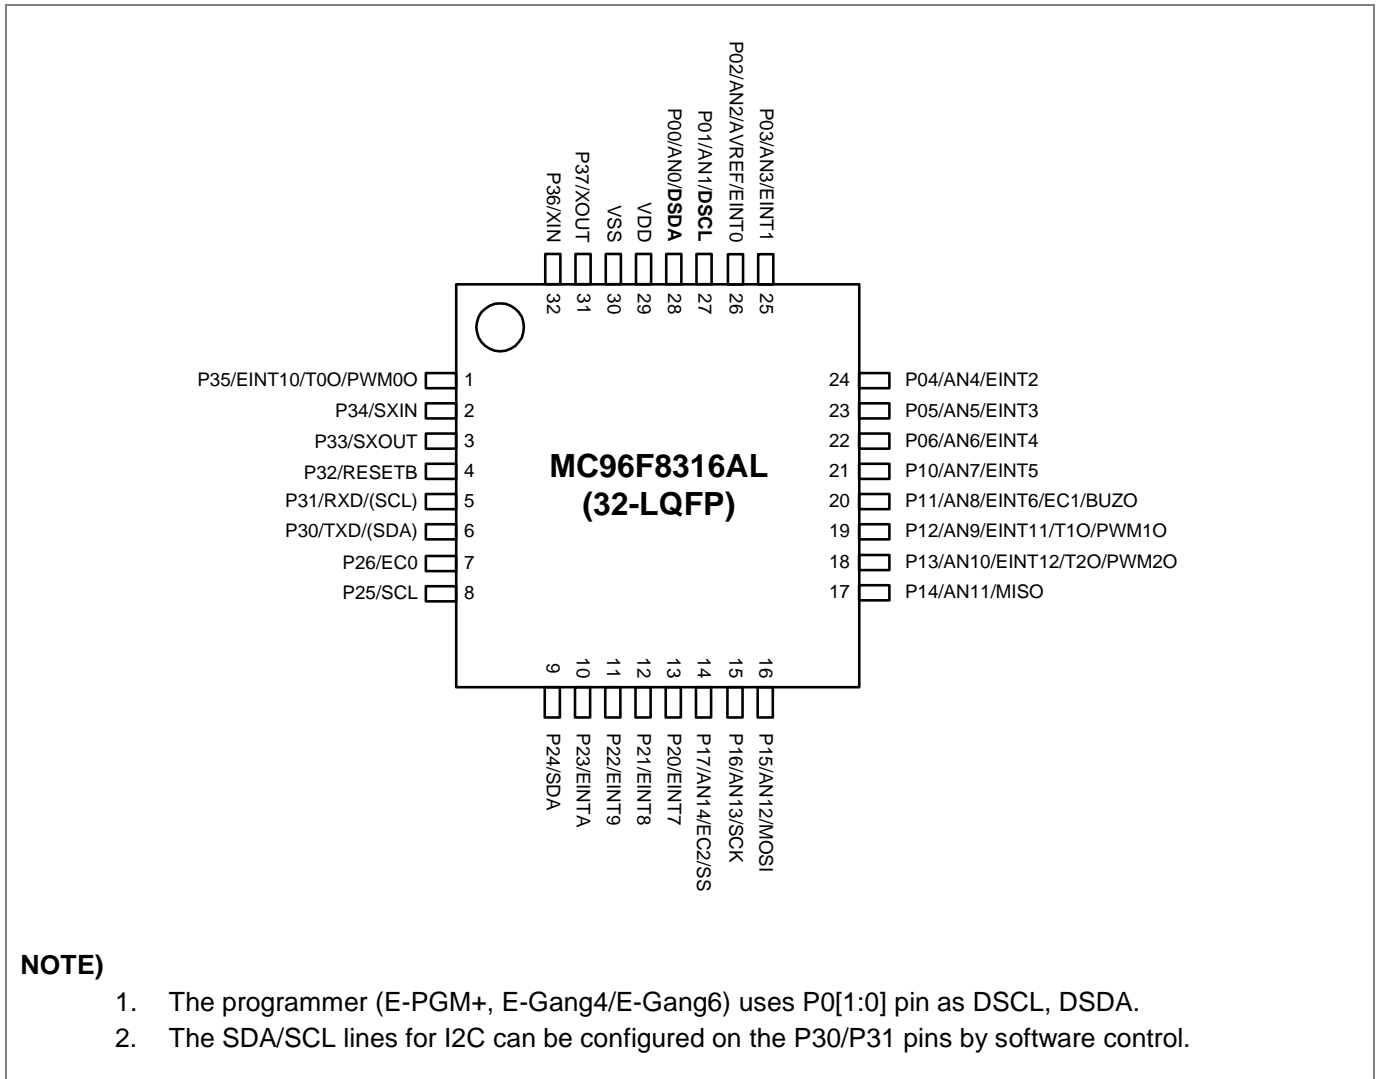 P36/XIN
P37/XOUT
VSS
VDD
P00/AN0/DSDA
P01/AN1/DSCL
P02/AN2/AVREF/EINT0
P03/AN3/EINT1
32
31
30
29
28
27
26
25
P35/EINT10/T0O/PWM0O 1
P34/SXIN 2
P33/SXOUT 3
P32/RESETB 4
P31/RXD/(SCL) 5
P30/TXD/(SDA) 6
P26/EC0 7
P25/SCL 8
MC96F8316AL
(32-LQFP)
24 P04/AN4/EINT2
23 P05/AN5/EINT3
22 P06/AN6/EINT4
21 P10/AN7/EINT5
20 P11/AN8/EINT6/EC1/BUZO
19 P12/AN9/EINT11/T1O/PWM1O
18 P13/AN10/EINT12/T2O/PWM2O
17 P14/AN11/MISO
9
10
11
12
13
14
15
16
P24/SDA
P23/EINTA
P22/EINT9
P21/EINT8
P20/EINT7
P17/AN14/EC2/SS
P16/AN13/SCK
P15/AN12/MOSI
NOTE)
1. The programmer (E-PGM+, E-Gang4/E-Gang6) uses P0[1:0] pin as DSCL, DSDA.
2. The SDA/SCL lines for I2C can be configured on the P30/P31 pins by software control.